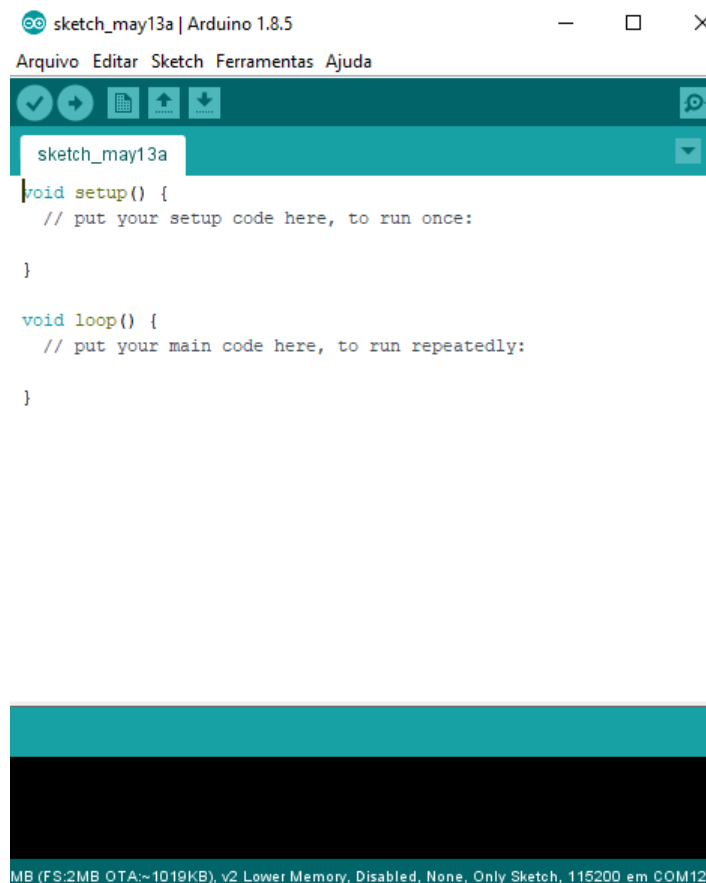 sketch_may13a | Arduino 1.8.5
Arquivo Editar Sketch Ferramentas Ajuda
sketch_may13a
void setup() {
  // put your setup code here, to run once:
}
void loop() {
  // put your main code here, to run repeatedly:
}
MB (FS:2MB OTA:~1019KB), v2 Lower Memory, Disabled, None, Only Sketch, 115200 em COM12